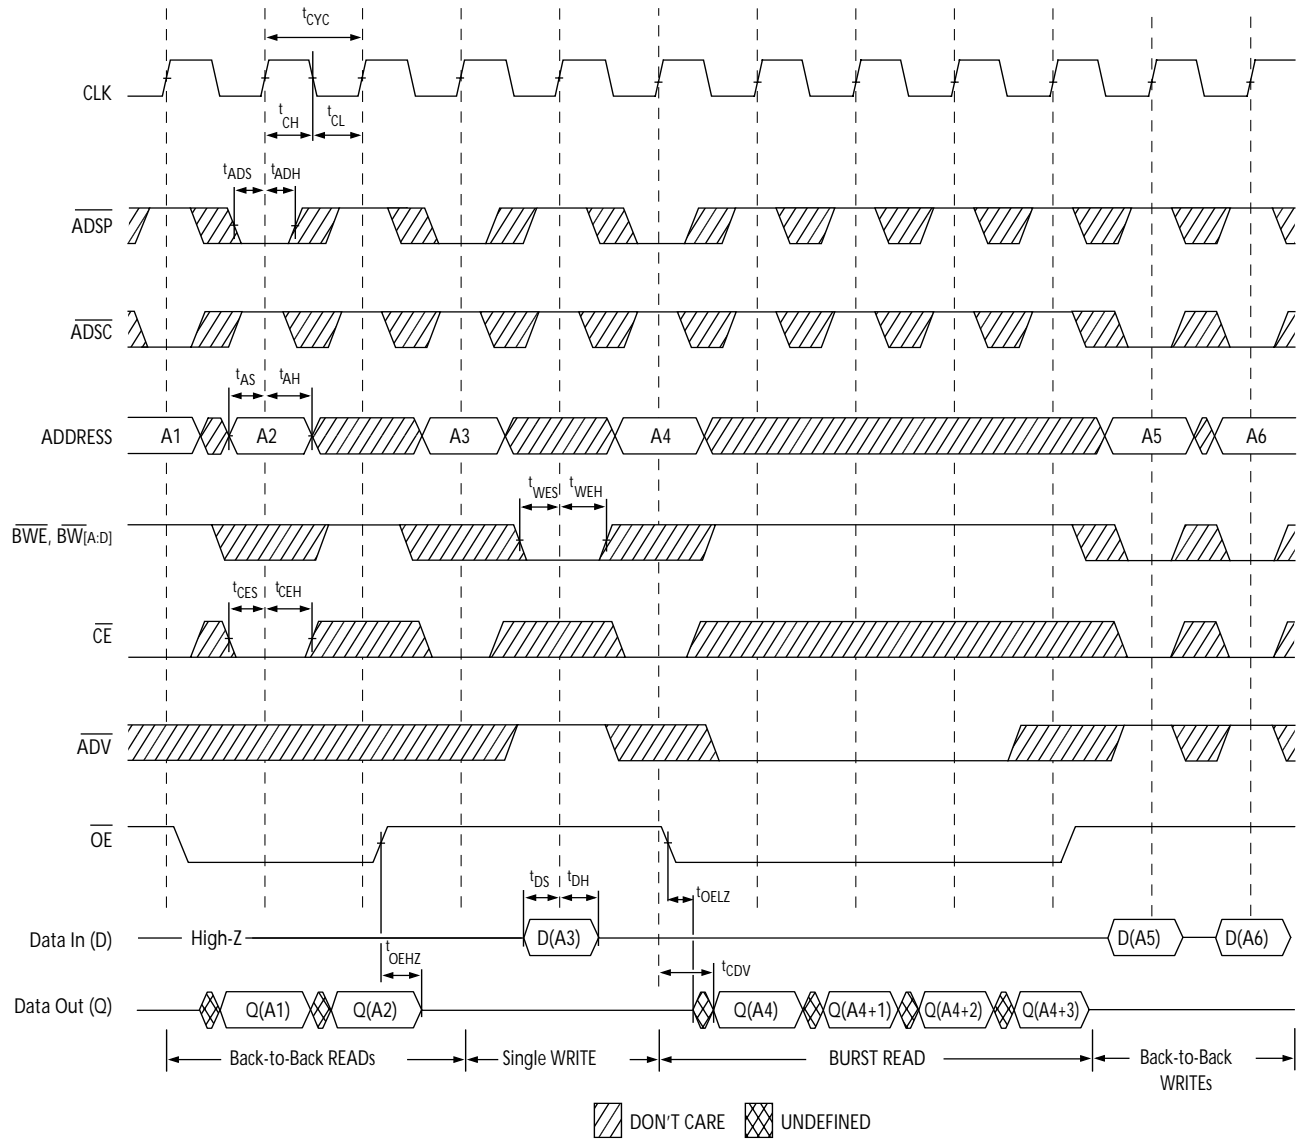 tCYC
CLK
tCH
tCL
tADS
tADH
ADSP
ADSC
tAS
tAH
ADDRESS
A1
A2
A3
A4
A5
A6
tWES
tWEH
BWE, BW[A:D]
tCES
tCEH
CE
ADV
OE
tDS
tDH
tOELZ
Data In (D)
High-Z
D(A3)
D(A5)
D(A6)
tOEHZ
tCDV
Data Out (Q)
Q(A1)
Q(A2)
Q(A4)
Q(A4+1)
Q(A4+2)
Q(A4+3)
Back-to-Back READs
Single WRITE
BURST READ
Back-to-Back
WRITEs
DON'T CARE
UNDEFINED